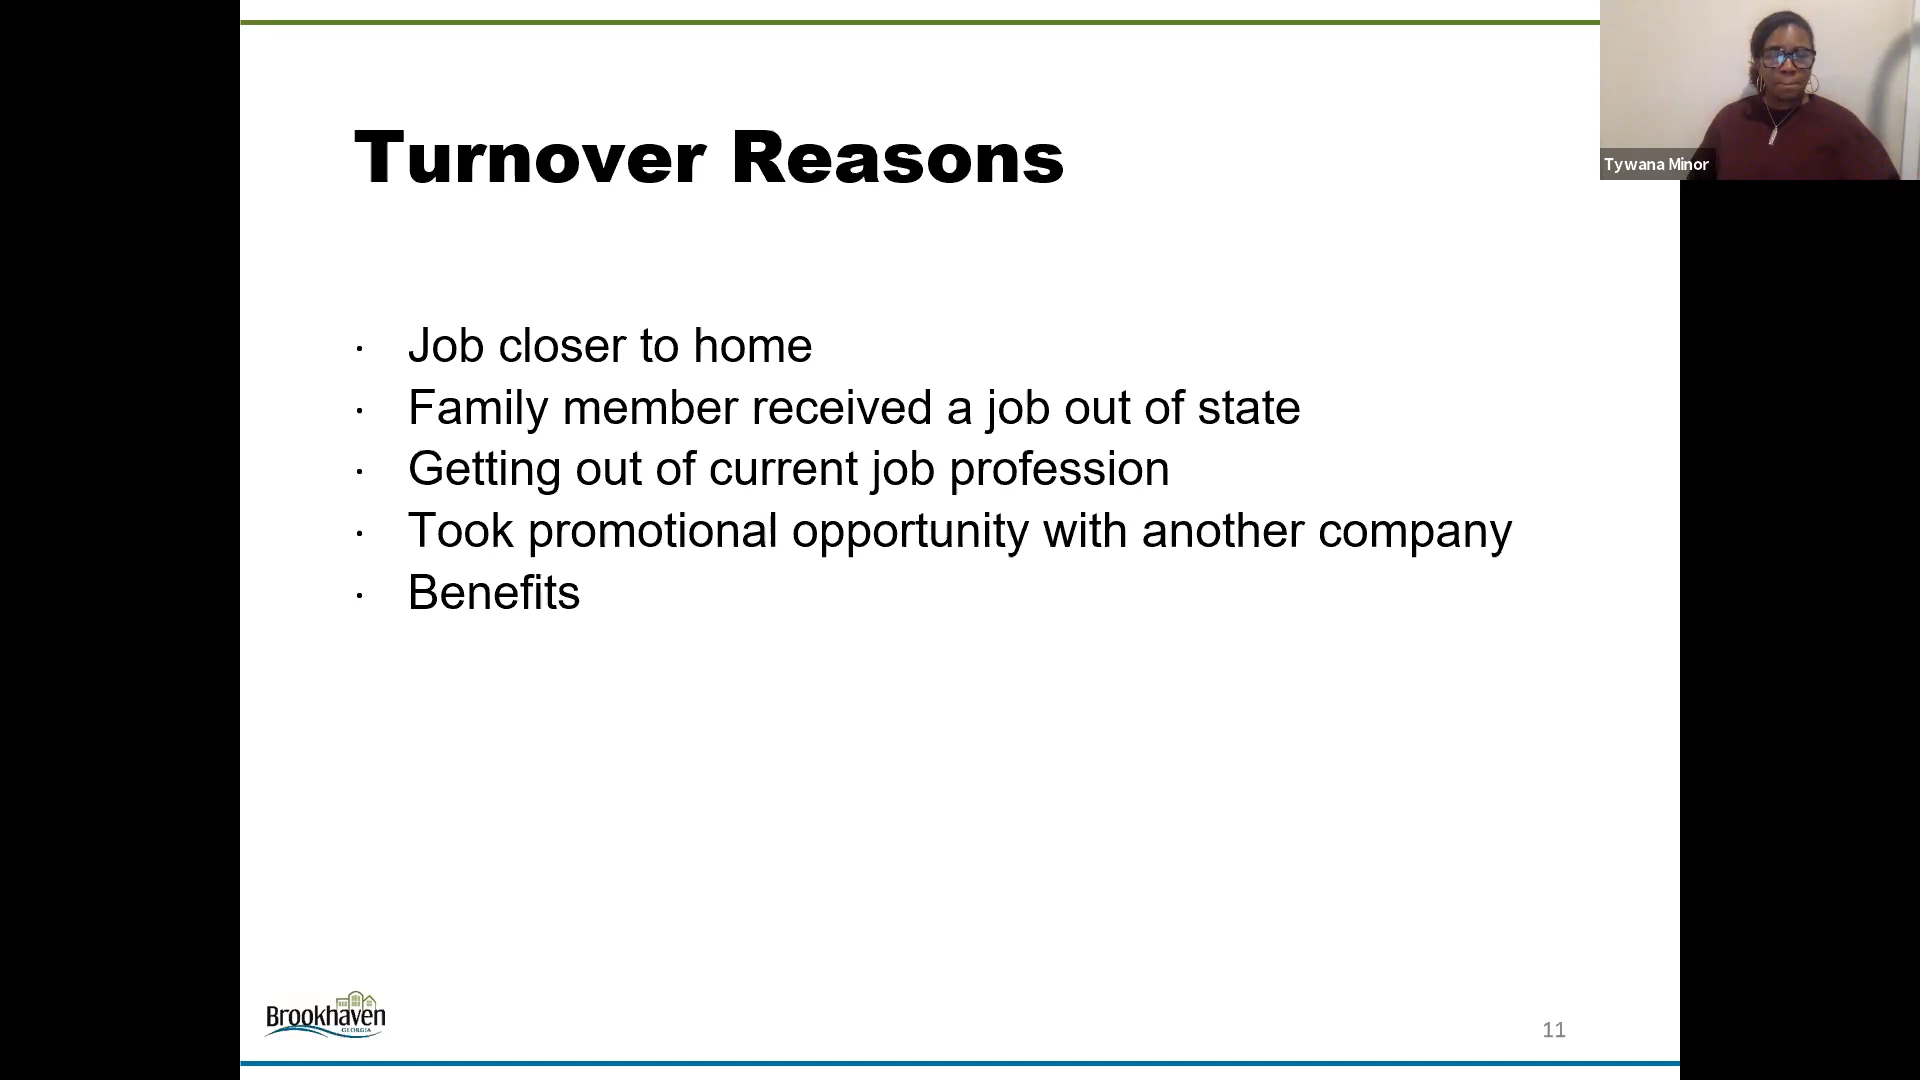 Turnover Reasons
Tywana Minor
· Job closer to home
· Family member received a job out of state
· Getting out of current job profession
· Took promotional opportunity with another company
· Benefits
Brookhaven
GEORGIA
11